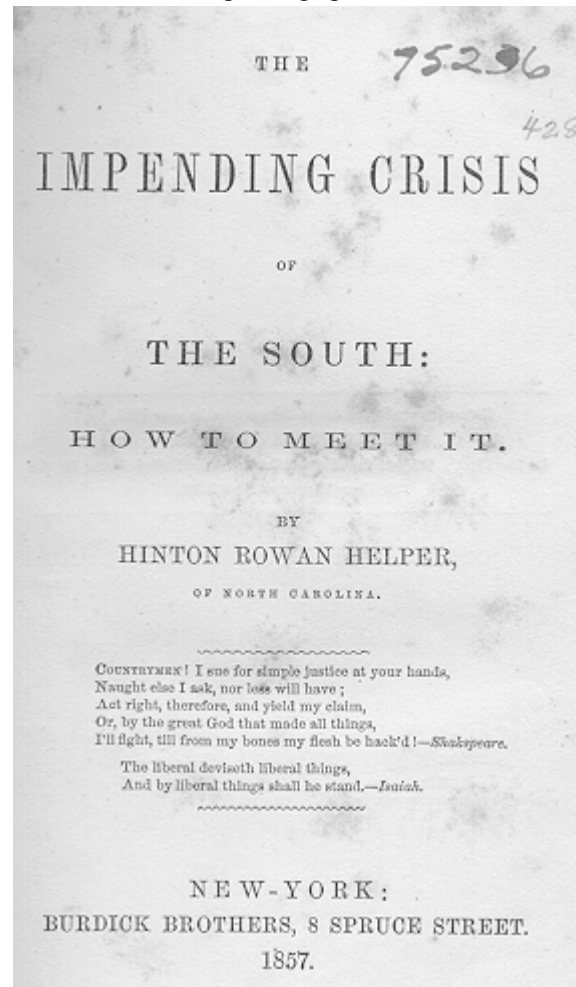 THE
75236
428
IMPENDING CRISIS
OF
THE SOUTH:
HOW TO MEET IT.
BY
HINTON ROWAN HELPER,
OF NORTH CAROLINA.
COUNTRYMEN! I sue for simple justice at your hands,
Naught else I ask, nor less will have;
Act right, therefore, and yield my claim,
Or, by the great God that made all things,
I'll fight, till from my bones my flesh be hack'd!—Shakspeare.
The liberal deviseth liberal things,
And by liberal things shall he stand.—Isaiah.
NEW-YORK:
BURDICK BROTHERS, 8 SPRUCE STREET.
1857.